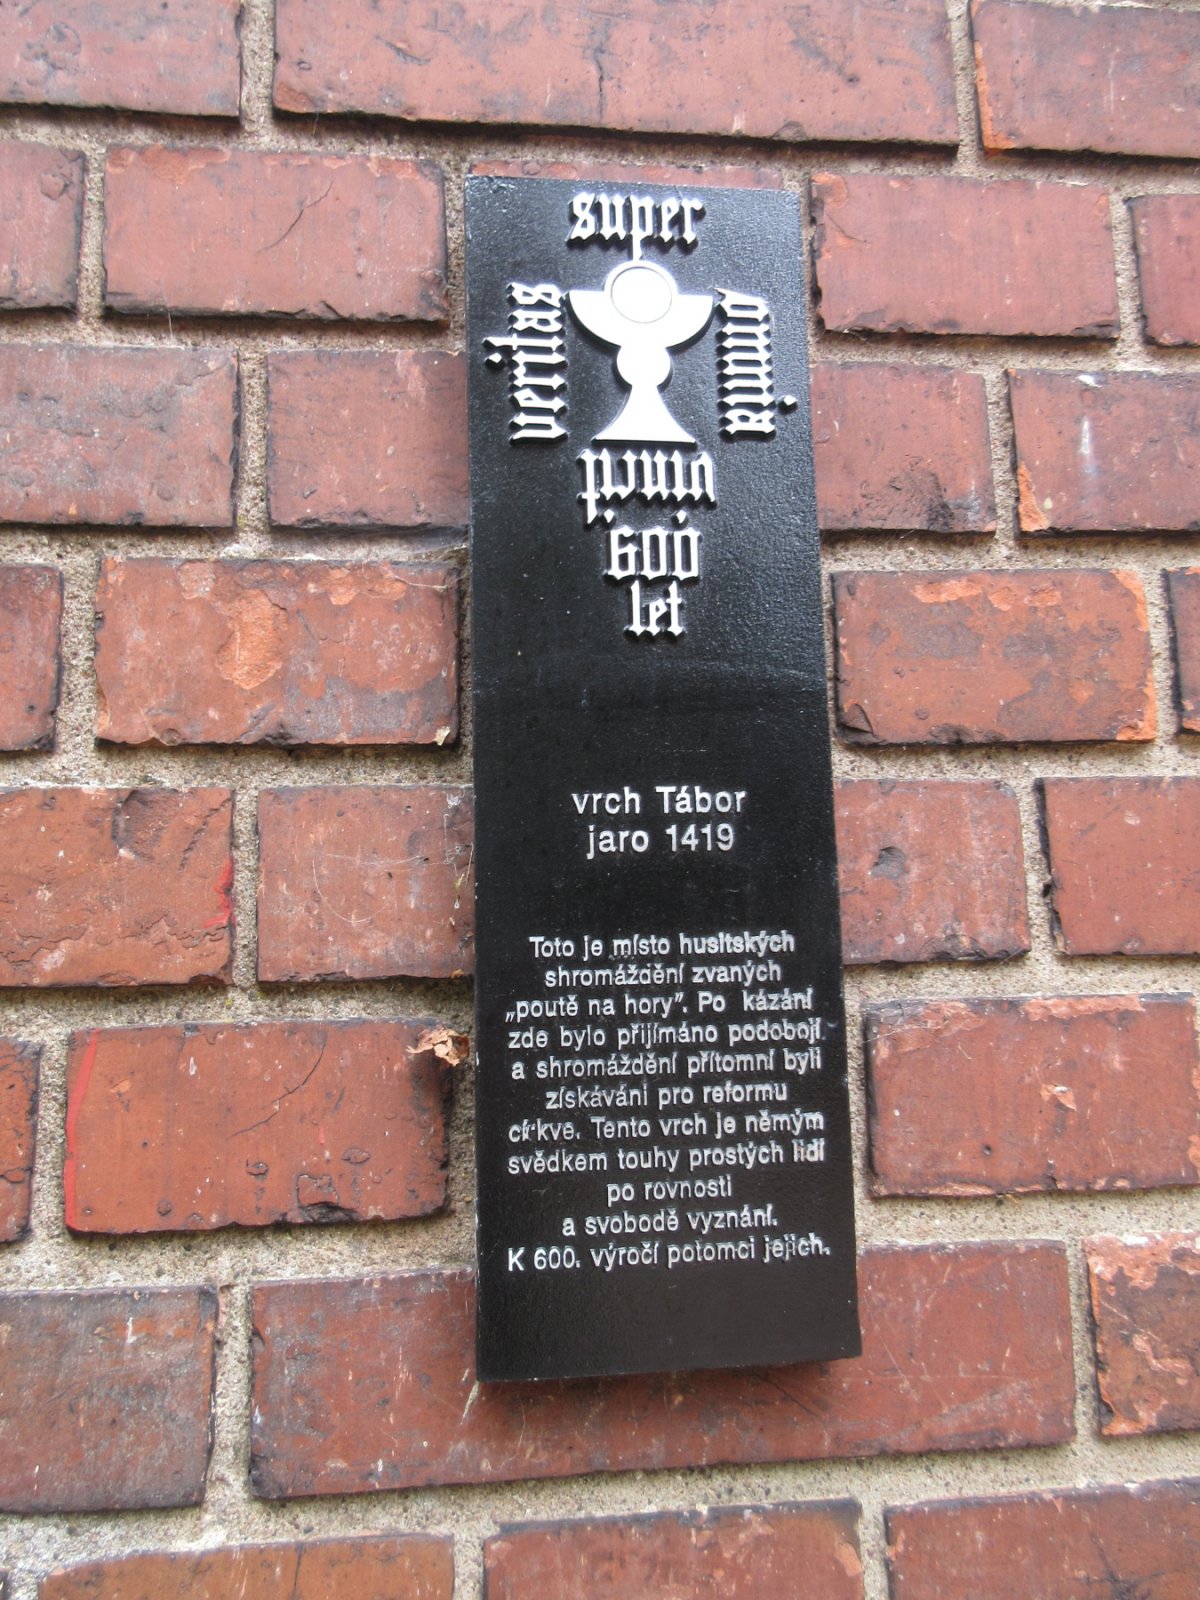 super
veritas
omnia
vincit
600
let
vrch Tábor
jaro 1419
Toto je místo husitských
shromáždění zvaných
„poutě na hory”. Po kázání
zde bylo přijímáno podobojí
a shromáždění přítomní byli
získáváni pro reformu
církve. Tento vrch je němým
svědkem touhy prostých lidí
po rovnosti
a svobodě vyznání.
K 600. výročí potomci jejich.